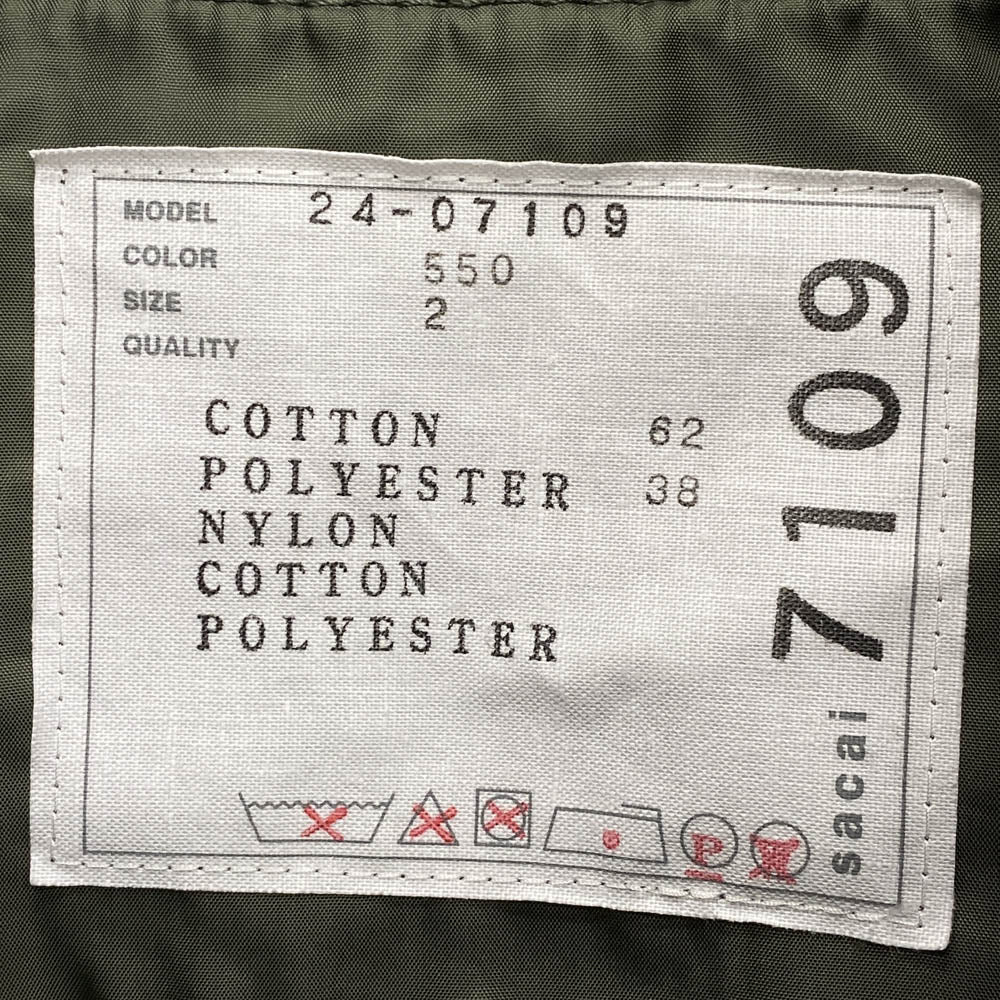 MODEL 24-07109
COLOR 550
SIZE 2
QUALITY
COTTON 62
POLYESTER 38
NYLON
COTTON
POLYESTER
P
W
sacai 7109